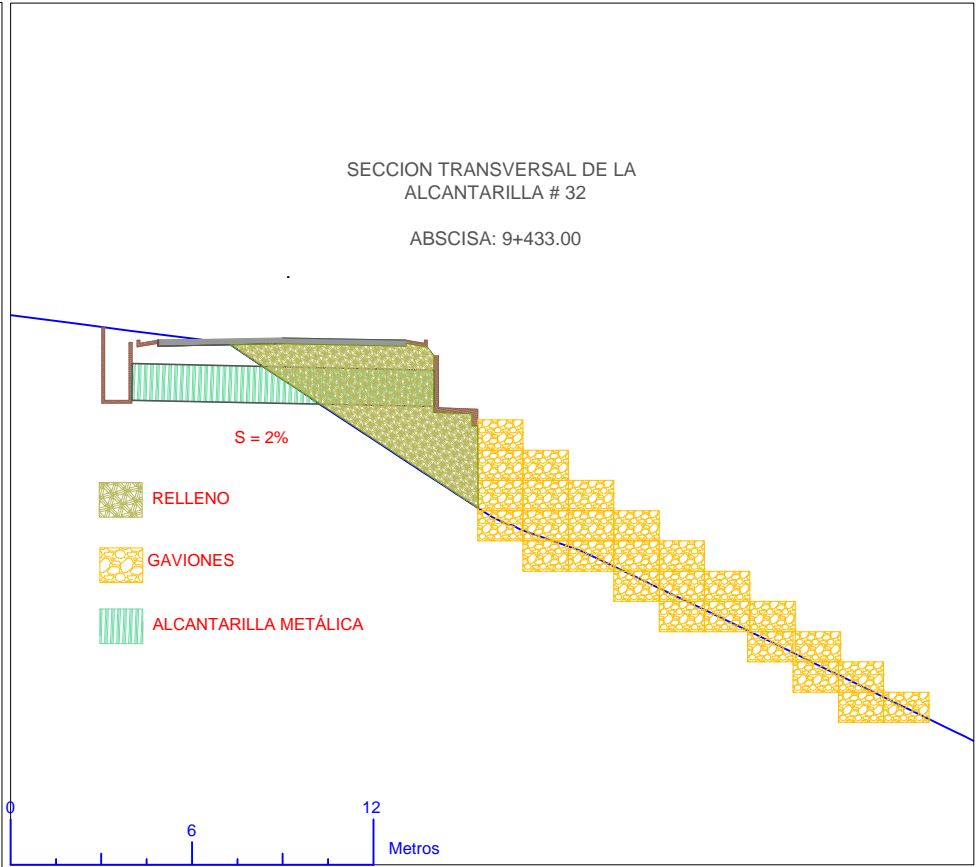 SECCION TRANSVERSAL DE LA
ALCANTARILLA # 32
ABSCISA: 9+433.00
S = 2%
RELLENO
GAVIONES
ALCANTARILLA METÁLICA
0
6
12
Metros